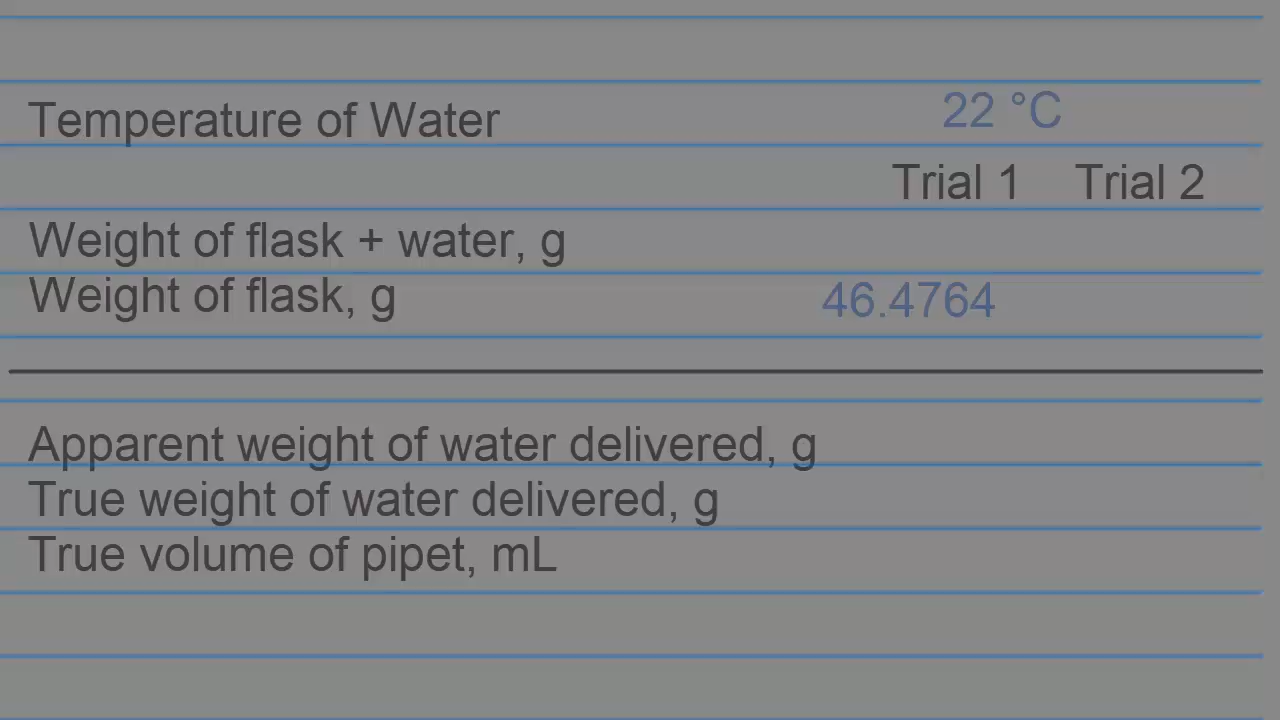 Temperature of Water 22 °C
Trial 1 Trial 2
Weight of flask + water, g
Weight of flask, g 46.4764
Apparent weight of water delivered, g
True weight of water delivered, g
True volume of pipet, mL